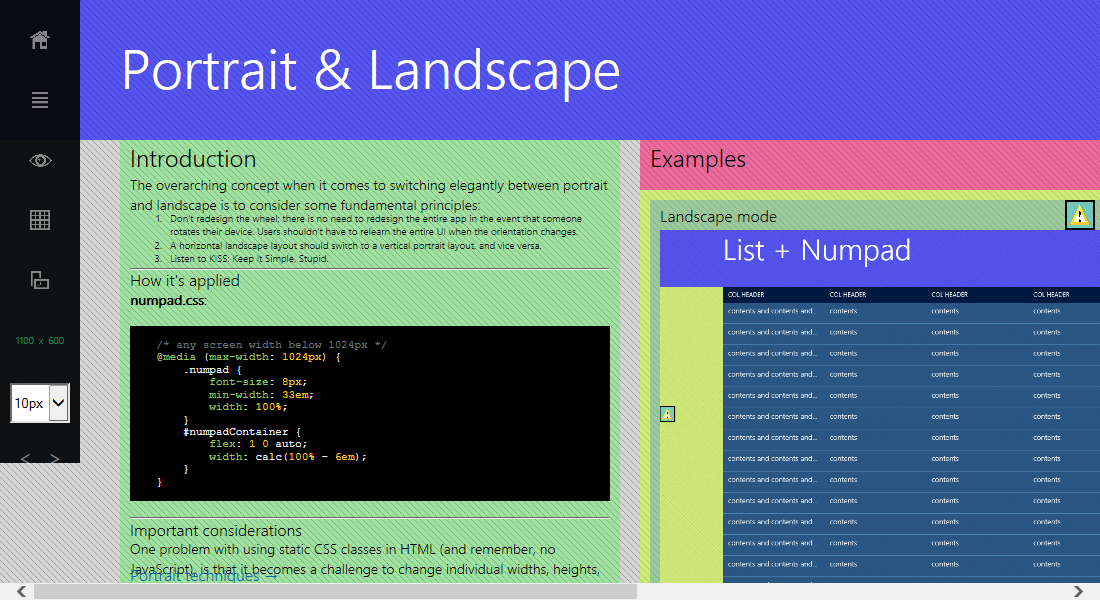 Portrait & Landscape
1100 x 600
10px
Introduction
The overarching concept when it comes to switching elegantly between portrait
and landscape is to consider some fundamental principles:
1. Don't redesign the wheel; there is no need to redesign the entire app in the event that someone
rotates their device. Users shouldn't have to relearn the entire UI when the orientation changes.
2. A horizontal landscape layout should switch to a vertical portrait layout, and vice versa.
3. Listen to KISS: Keep It Simple, Stupid.
How it's applied
numpad.css:
/* any screen width below 1024px */
@media (max-width: 1024px) {
.numpad {
font-size: 8px;
min-width: 33em;
width: 100%;
}
#numpadContainer {
flex: 1 0 auto;
width: calc(100% - 6em);
}
}
Important considerations
One problem with using static CSS classes in HTML (and remember, no
JavaScript), is that it becomes a challenge to change individual widths, heights,
Portrait techniques →
Examples
Landscape mode
List + Numpad
COL HEADER COL HEADER COL HEADER COL HEADER
contents and contents and... contents contents contents
contents and contents and... contents contents contents
contents and contents and... contents contents contents
contents and contents and... contents contents contents
contents and contents and... contents contents contents
contents and contents and... contents contents contents
contents and contents and... contents contents contents
contents and contents and... contents contents contents
contents and contents and... contents contents contents
contents and contents and... contents contents contents
contents and contents and... contents contents contents
contents and contents and... contents contents contents
contents and contents and... contents contents contents